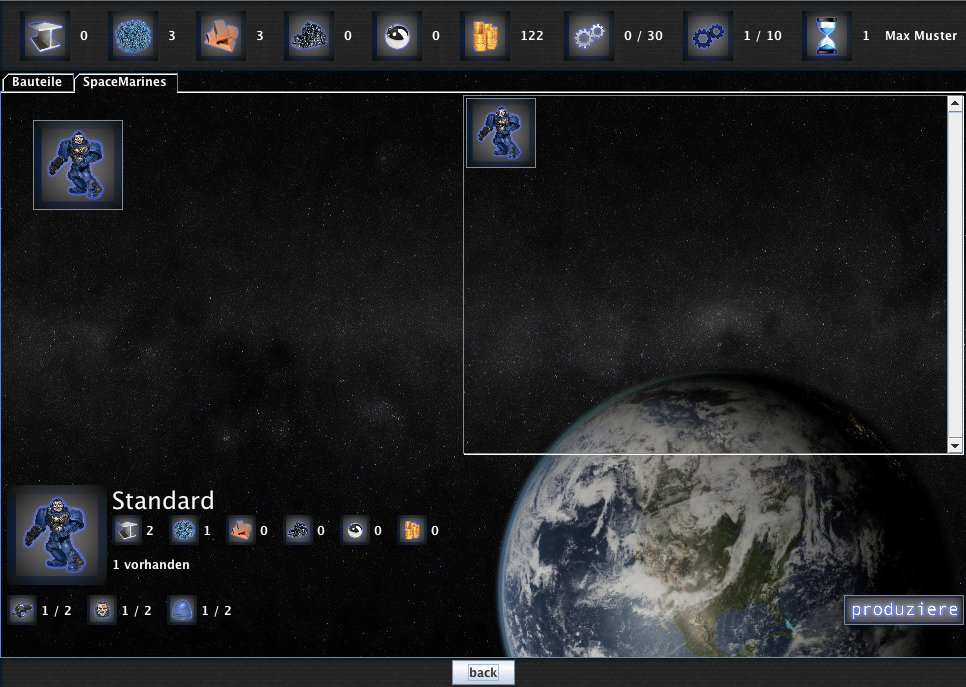 0 3 3 0 0 122 0 / 30 1 / 10 1 Max Muster
Bauteile SpaceMarines
Standard
2 1 0 0 0 0
1 vorhanden
1 / 2 1 / 2 1 / 2
produziere
back